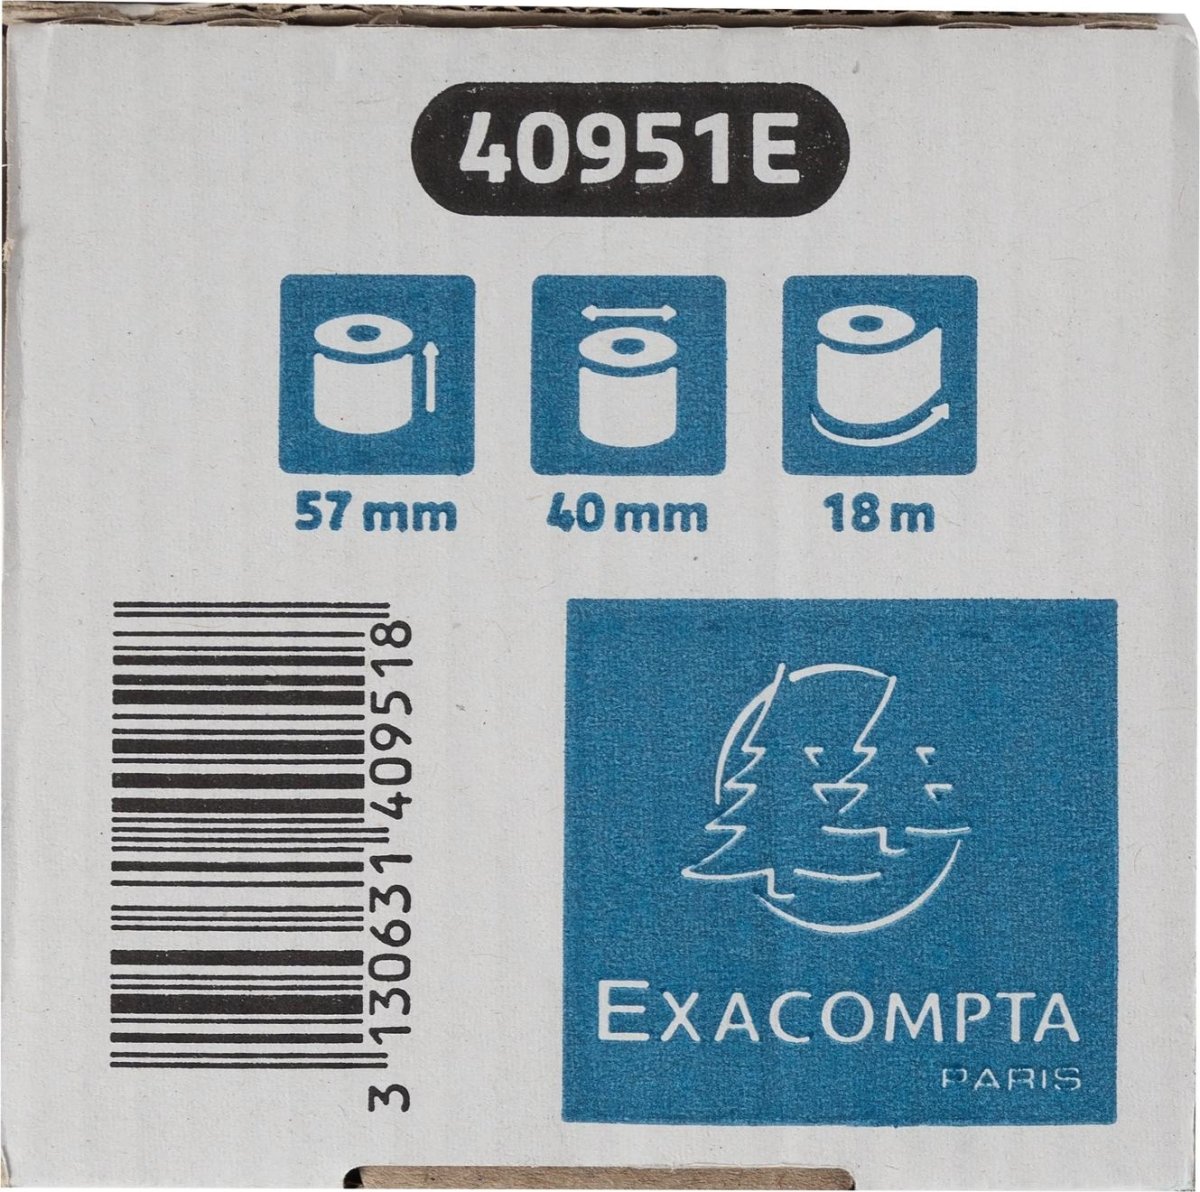 40951E
57 mm
40 mm
18 m
3 130631 409518
EXACOMPTA
PARIS